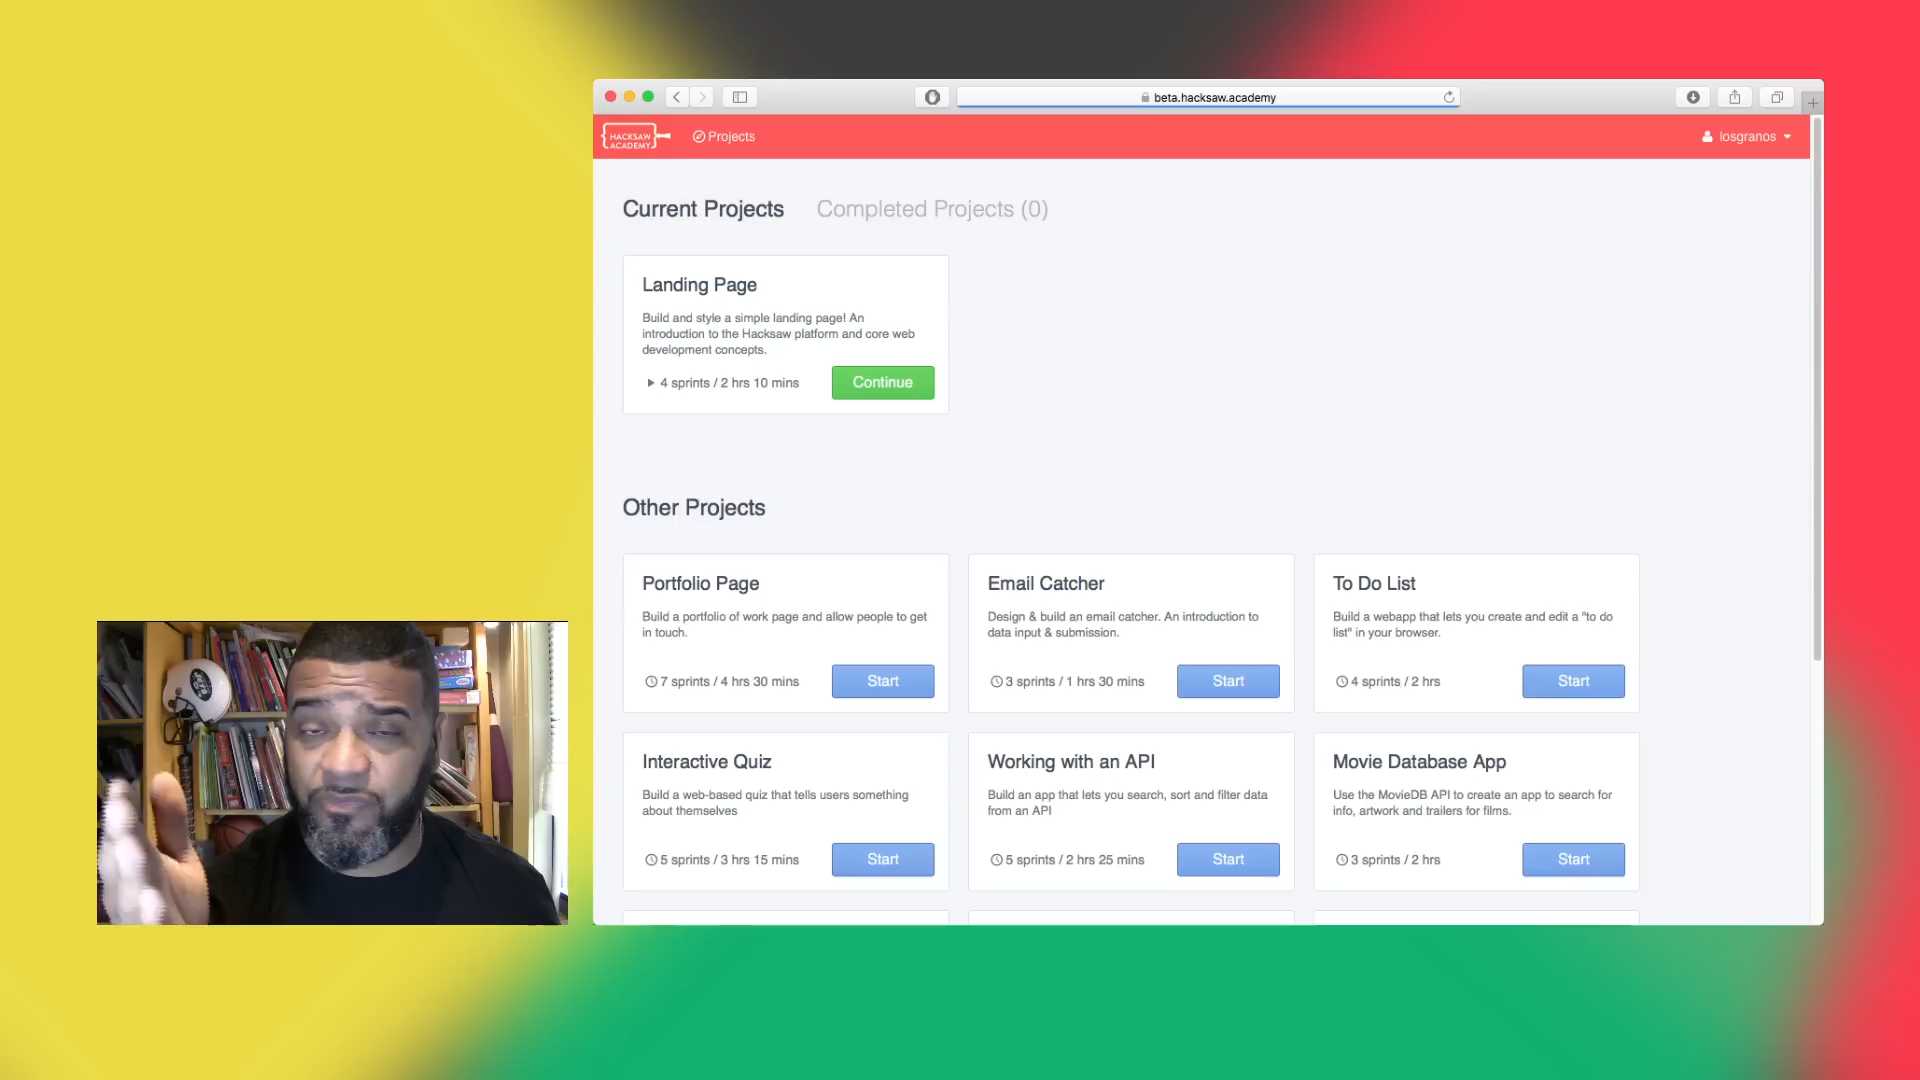 beta.hacksaw.academy
HACKSAW
ACADEMY
Projects
losgranos
Current Projects
Completed Projects (0)
Landing Page
Build and style a simple landing page! An
introduction to the Hacksaw platform and core web
development concepts.
4 sprints / 2 hrs 10 mins
Continue
Other Projects
Portfolio Page
Build a portfolio of work page and allow people to get
in touch.
7 sprints / 4 hrs 30 mins
Start
Email Catcher
Design & build an email catcher. An introduction to
data input & submission.
3 sprints / 1 hrs 30 mins
Start
To Do List
Build a webapp that lets you create and edit a "to do
list" in your browser.
4 sprints / 2 hrs
Start
Interactive Quiz
Build a web-based quiz that tells users something
about themselves
5 sprints / 3 hrs 15 mins
Start
Working with an API
Build an app that lets you search, sort and filter data
from an API
5 sprints / 2 hrs 25 mins
Start
Movie Database App
Use the MovieDB API to create an app to search for
info, artwork and trailers for films.
3 sprints / 2 hrs
Start